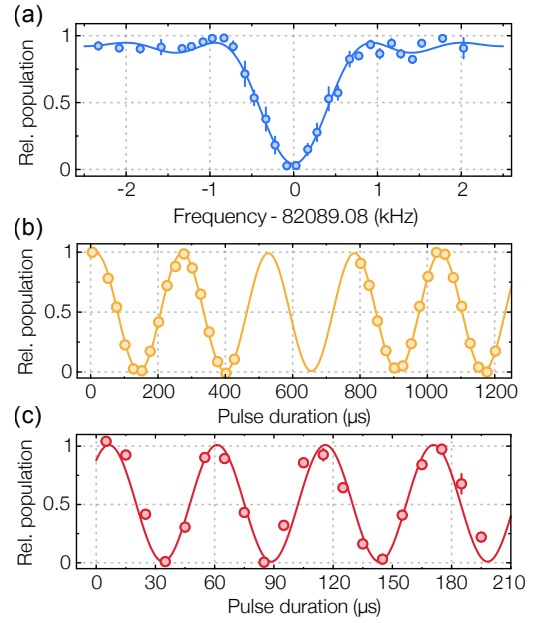 (a)
Rel. population
1
0.5
0
-2 -1 0 1 2
Frequency - 82089.08 (kHz)
(b)
Rel. population
1
0.5
0
0 200 400 600 800 1000 1200
Pulse duration (μs)
(c)
Rel. population
1
0.5
0
0 30 60 90 120 150 180 210
Pulse duration (μs)